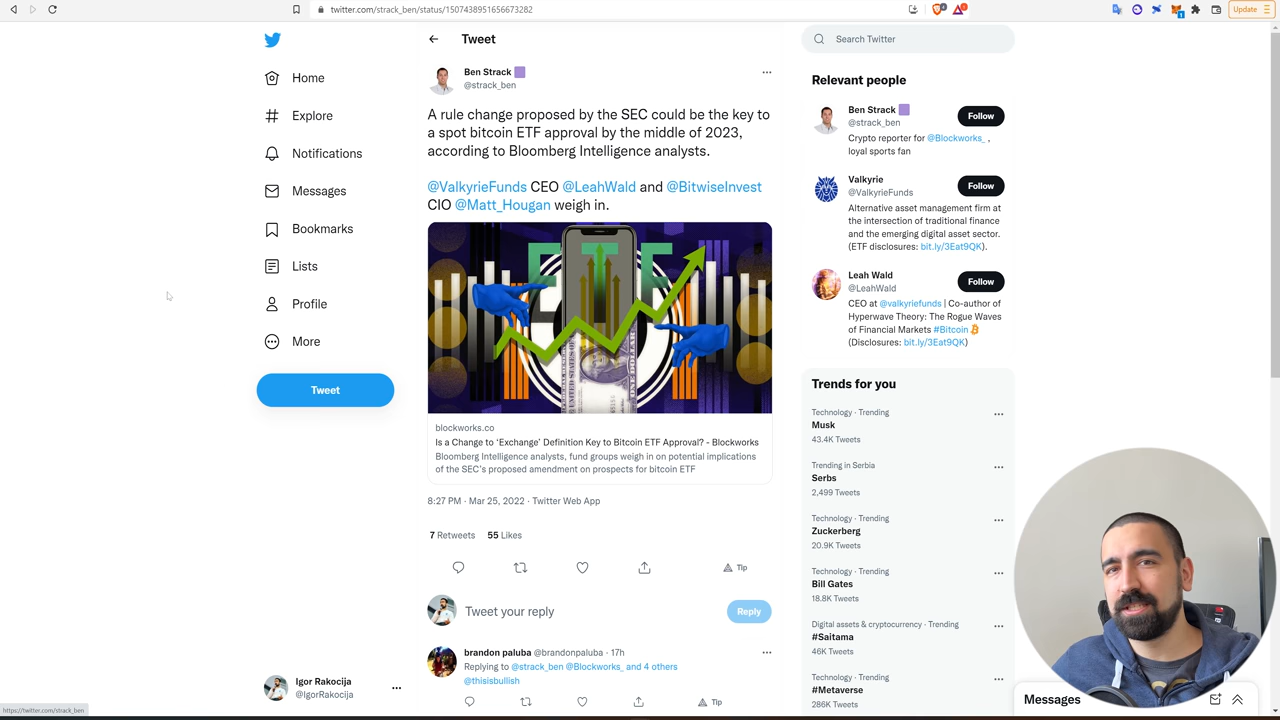 twitter.com/strack_ben/status/1507438951656673282
1
Update
Home
Explore
Notifications
Messages
Bookmarks
Lists
Profile
More
Tweet
Igor Rakocija
@IgorRakocija
https://twitter.com/strack_ben
Tweet
Ben Strack
@strack_ben
A rule change proposed by the SEC could be the key to
a spot bitcoin ETF approval by the middle of 2023,
according to Bloomberg Intelligence analysts.
@ValkyrieFunds CEO @LeahWald and @BitwiseInvest
CIO @Matt_Hougan weigh in.
ETF
blockworks.co
Is a Change to ‘Exchange’ Definition Key to Bitcoin ETF Approval? - Blockworks
Bloomberg Intelligence analysts, fund groups weigh in on potential implications
of the SEC's proposed amendment on prospects for bitcoin ETF
8:27 PM · Mar 25, 2022 · Twitter Web App
7 Retweets 55 Likes
Tip
Tweet your reply
Reply
brandon paluba @brandonpaluba · 17h
Replying to @strack_ben @Blockworks_ and 4 others
@thisisbullish
Tip
Search Twitter
Relevant people
Ben Strack
@strack_ben
Follow
Crypto reporter for @Blockworks_ ,
loyal sports fan
Valkyrie
@ValkyrieFunds
Follow
Alternative asset management firm at
the intersection of traditional finance
and the emerging digital asset sector.
(ETF disclosures: bit.ly/3Eat9QK).
Leah Wald
@LeahWald
Follow
CEO at @valkyriefunds | Co-author of
Hyperwave Theory: The Rogue Waves
of Financial Markets #Bitcoin
(Disclosures: bit.ly/3Eat9QK)
Trends for you
Technology · Trending
Musk
43.4K Tweets
Trending in Serbia
Serbs
2,499 Tweets
Technology · Trending
Zuckerberg
20.9K Tweets
Technology · Trending
Bill Gates
18.8K Tweets
Digital assets & cryptocurrency · Trending
#Saitama
46K Tweets
Technology · Trending
#Metaverse
286K Tweets
Messages